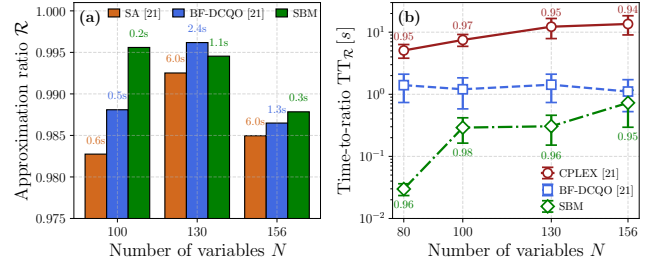 (a)
SA [21]
BF-DCQO [21]
SBM
Approximation ratio R
1.000
0.995
0.990
0.985
0.980
0.975
0.6s
0.5s
0.2s
6.0s
2.4s
1.1s
6.0s
1.3s
0.3s
100
130
156
Number of variables N
(b)
Time-to-ratio TT_R [s]
10¹
10⁰
10⁻¹
10⁻²
0.95
0.97
0.95
0.94
0.96
0.98
0.96
0.95
CPLEX [21]
BF-DCQO [21]
SBM
80
100
130
156
Number of variables N